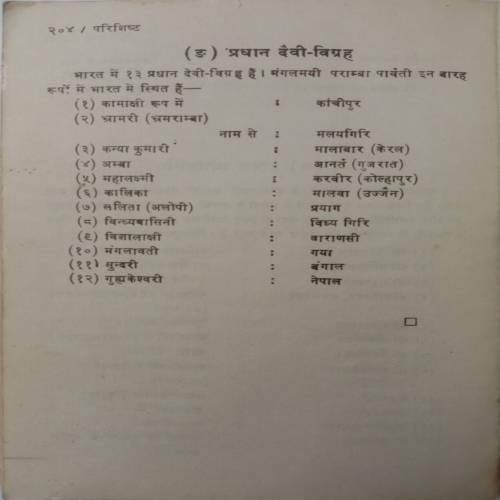 २०४ / परिशिष्ट
(ङ) प्रधान देवी-विग्रह
भारत में १३ प्रधान देवी-विग्रह हैं । मंगलमयी पराम्बा पार्वती इन बारह
रूपों में भारत में स्थित हैं—
(१) कामाक्षी रूप में : कांचीपुर
(२) भ्रामरी (भ्रमराम्बा)
नाम से : मलयगिरि
(३) कन्या कुमारी : मालाबार (केरल)
(४) अम्बा : आनर्त (गुजरात)
(५) महालक्ष्मी : करवीर (कोल्हापुर)
(६) कालिका : मालवा (उज्जैन)
(७) ललिता (अलोपी) : प्रयाग
(८) विन्ध्यवासिनी : विंध्य गिरि
(९) विशालाक्षी : वाराणसी
(१०) मंगलावती : गया
(११) सुन्दरी : बंगाल
(१२) गुह्यकेश्वरी : नेपाल